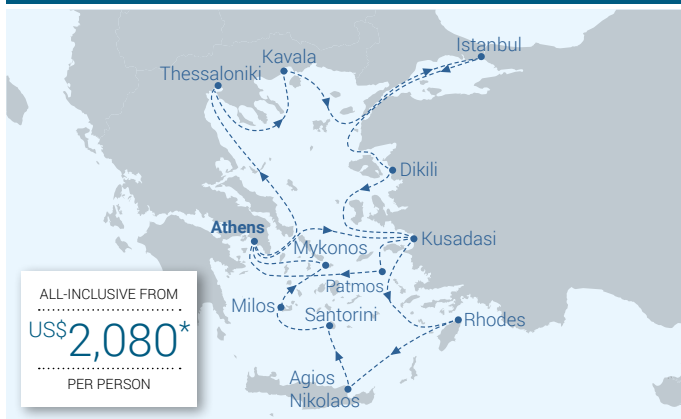 Istanbul
Kavala
Thessaloniki
Dikili
Athens
Kusadasi
Mykonos
Patmos
Milos
Santorini
Rhodes
Agios
Nikolaos
ALL-INCLUSIVE FROM
US$2,080*
PER PERSON